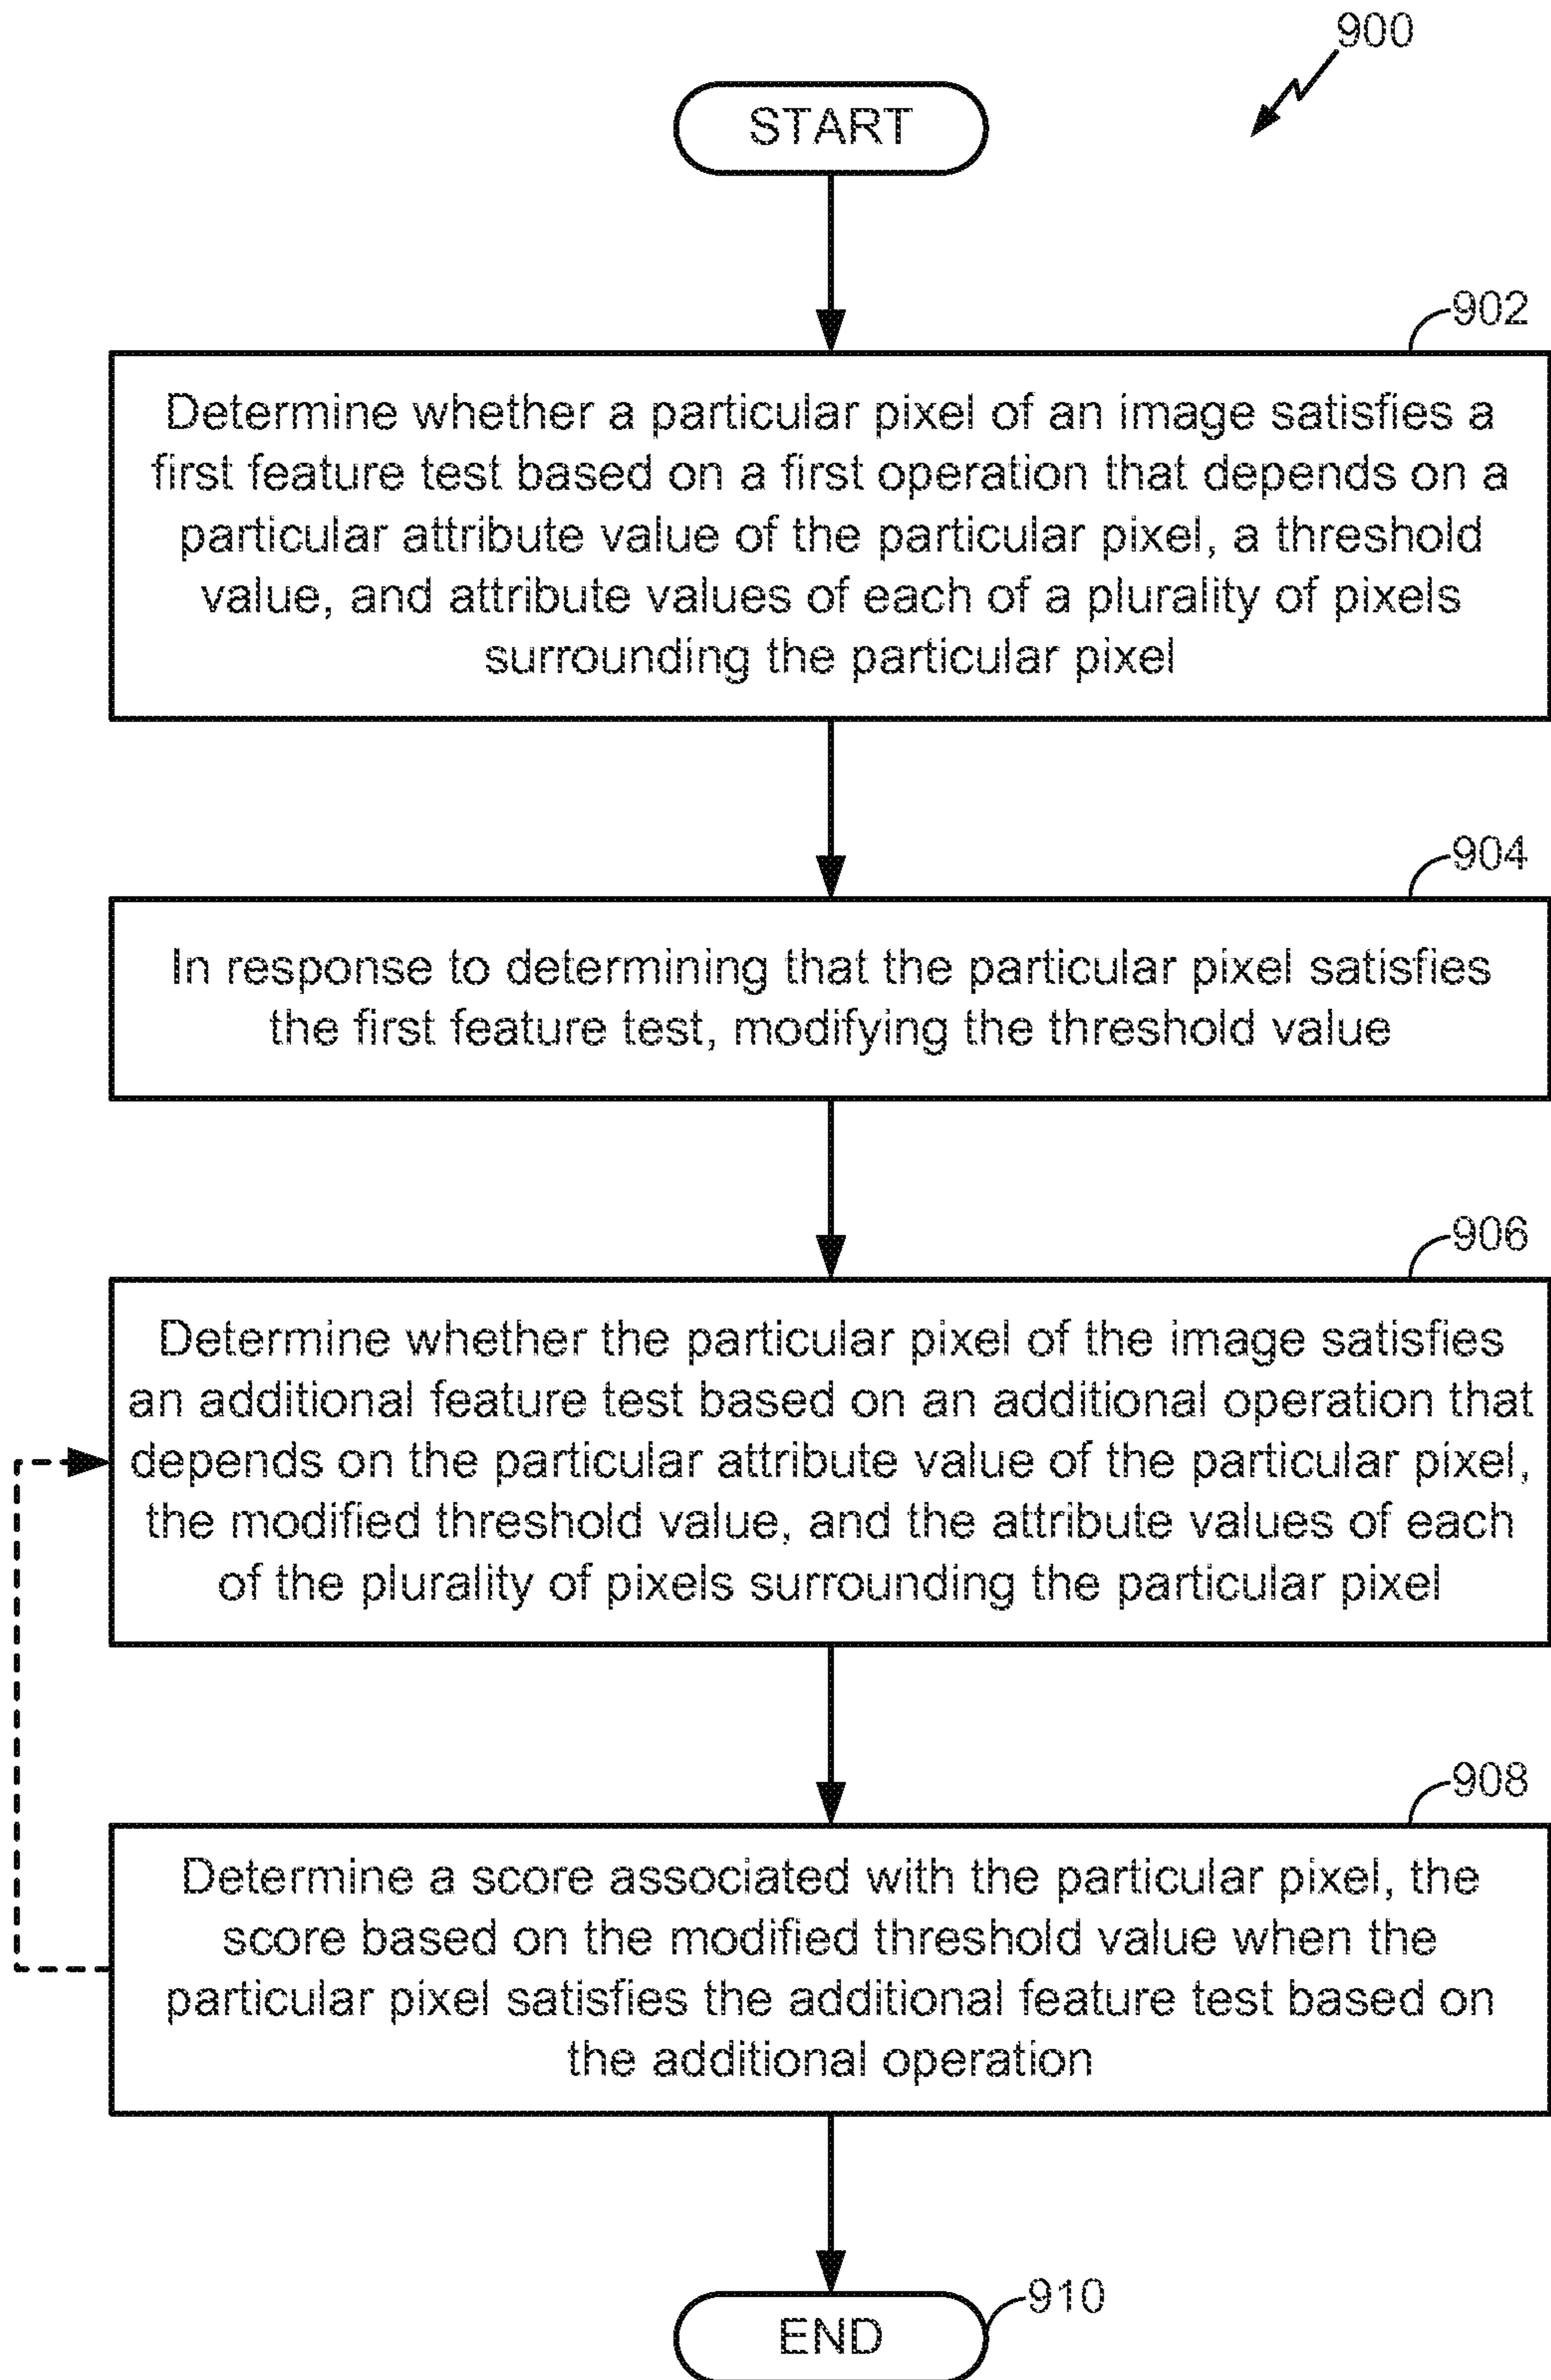 900
START
902
Determine whether a particular pixel of an image satisfies a
first feature test based on a first operation that depends on a
particular attribute value of the particular pixel, a threshold
value, and attribute values of each of a plurality of pixels
surrounding the particular pixel
904
In response to determining that the particular pixel satisfies
the first feature test, modifying the threshold value
906
Determine whether the particular pixel of the image satisfies
an additional feature test based on an additional operation that
depends on the particular attribute value of the particular pixel,
the modified threshold value, and the attribute values of each
of the plurality of pixels surrounding the particular pixel
908
Determine a score associated with the particular pixel, the
score based on the modified threshold value when the
particular pixel satisfies the additional feature test based on
the additional operation
910
END